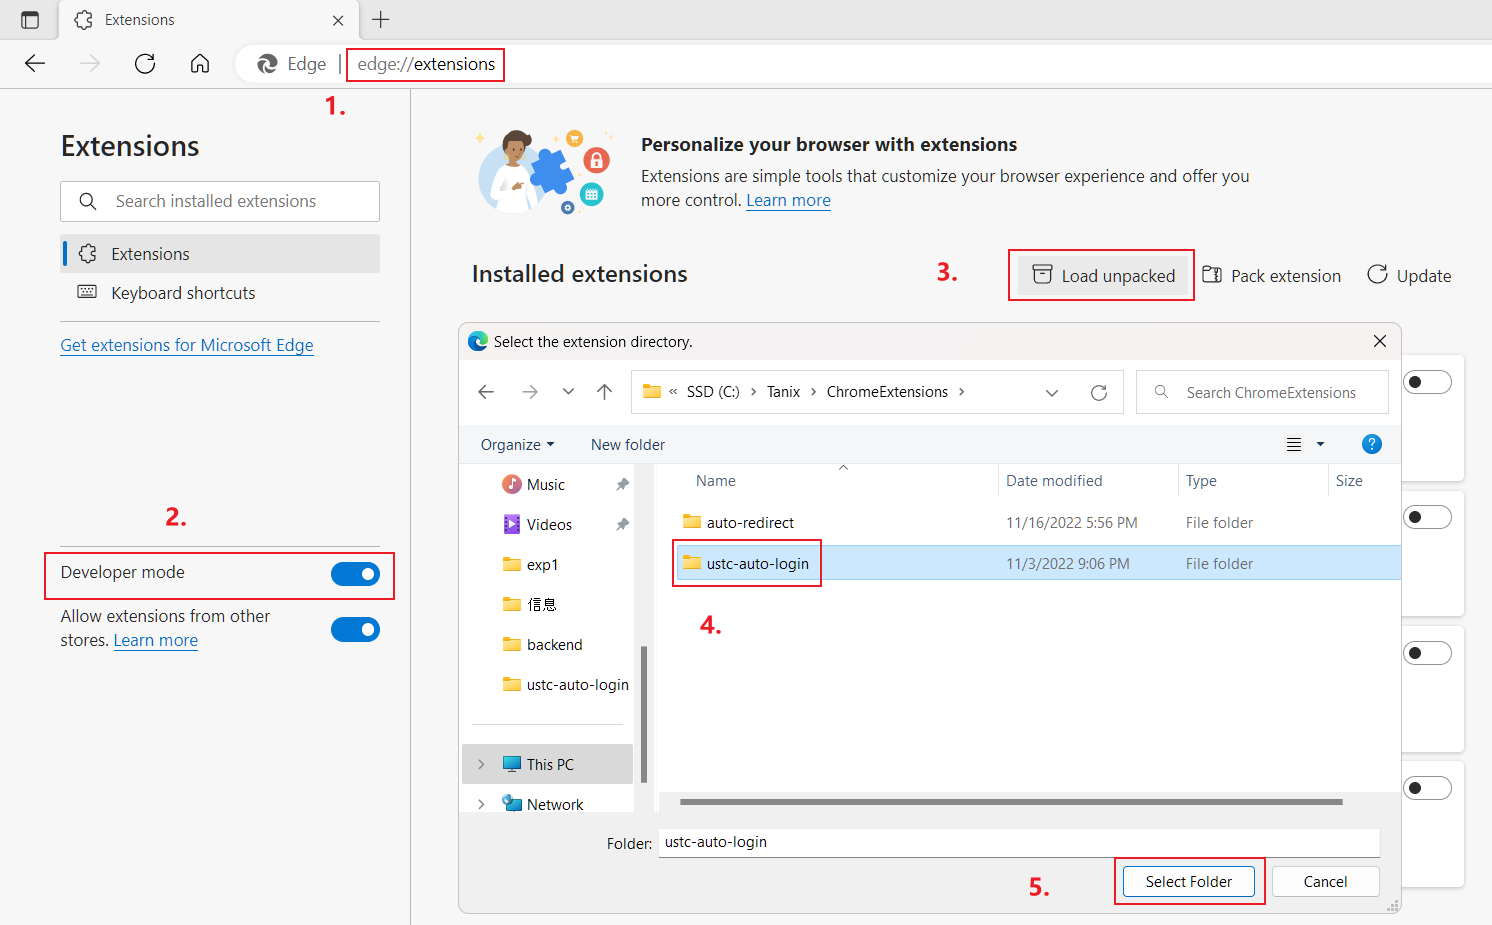 Extensions
Edge
edge://extensions
1.
Extensions
Search installed extensions
Extensions
Keyboard shortcuts
Get extensions for Microsoft Edge
2.
Developer mode
Allow extensions from other
stores. Learn more
Personalize your browser with extensions
Extensions are simple tools that customize your browser experience and offer you
more control. Learn more
Installed extensions
3.
Load unpacked
Pack extension
Update
Select the extension directory.
« SSD (C:) › Tanix › ChromeExtensions ›
Search ChromeExtensions
Organize
New folder
?
Music
Videos
exp1
信息
backend
ustc-auto-login
This PC
Network
Name Date modified Type Size
auto-redirect 11/16/2022 5:56 PM File folder
ustc-auto-login 11/3/2022 9:06 PM File folder
4.
Folder: ustc-auto-login
5.
Select Folder
Cancel